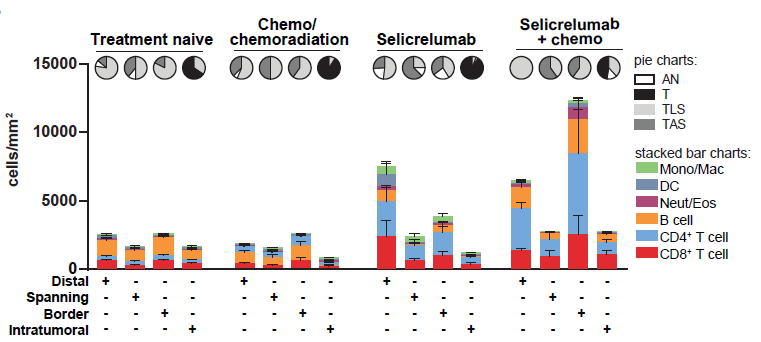 Treatment naive
Chemo/
chemoradiation
Selicrelumab
Selicrelumab
+ chemo
pie charts:
AN
T
TLS
TAS
stacked bar charts:
Mono/Mac
DC
Neut/Eos
B cell
CD4⁺ T cell
CD8⁺ T cell
cells/mm²
15000
10000
5000
0
Distal + - - - + - - - + - - - + - - -
Spanning - + - - - + - - - + - - - + - -
Border - - + - - - + - - - + - - - + -
Intratumoral - - - + - - - + - - - + - - - +